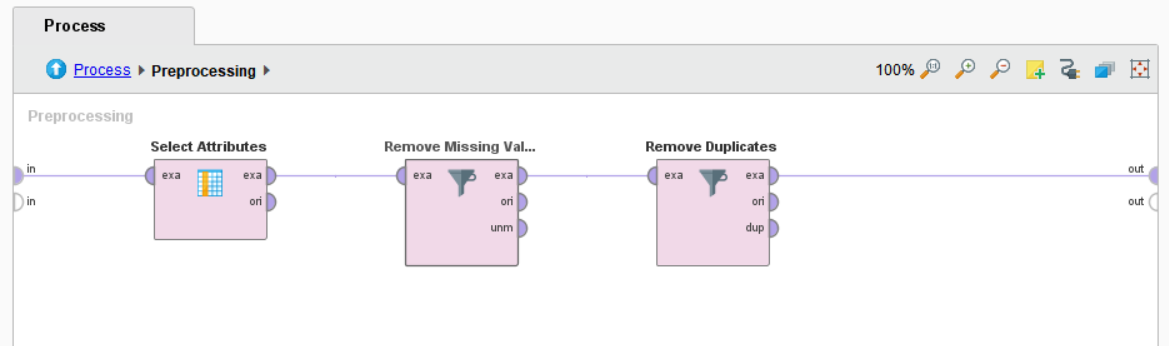 Process
Process Preprocessing
100%
Preprocessing
Select Attributes Remove Missing Val... Remove Duplicates
in exa exa exa exa exa exa out
in ori ori ori out
unm dup